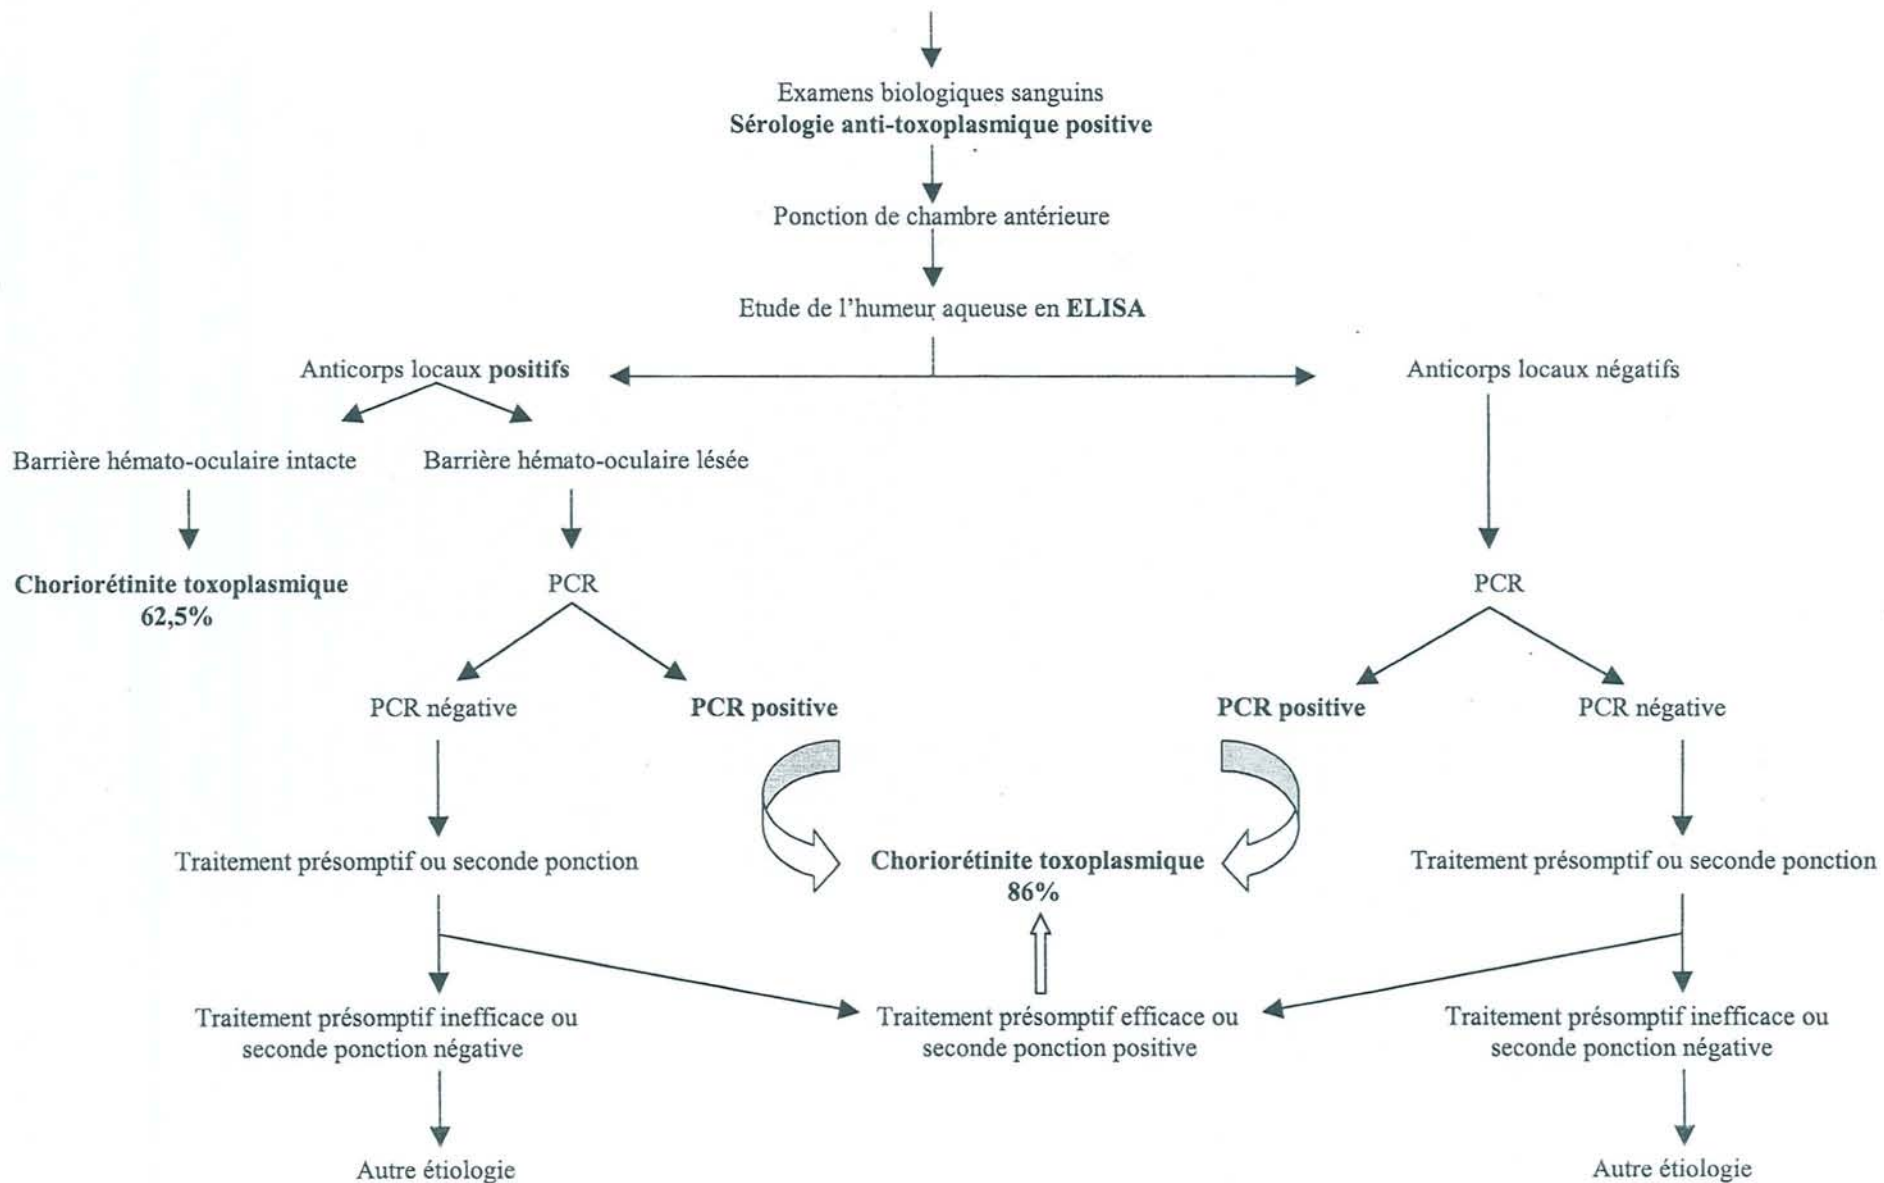 Examens biologiques sanguins
Sérologie anti-toxoplasmique positive
Ponction de chambre antérieure
Etude de l'humeur aqueuse en ELISA
Anticorps locaux positifs
Anticorps locaux négatifs
Barrière hémato-oculaire intacte
Barrière hémato-oculaire lésée
Choriorétinite toxoplasmique
62,5%
PCR
PCR
PCR négative
PCR positive
PCR positive
PCR négative
Traitement présomptif ou seconde ponction
Choriorétinite toxoplasmique
86%
Traitement présomptif ou seconde ponction
Traitement présomptif inefficace ou
seconde ponction négative
Traitement présomptif efficace ou
seconde ponction positive
Traitement présomptif inefficace ou
seconde ponction négative
Autre étiologie
Autre étiologie